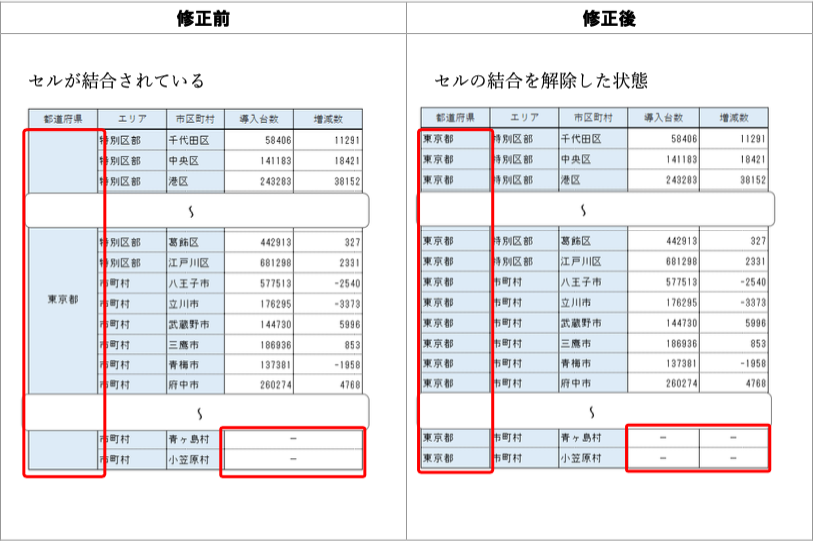 修正前
セルが結合されている
都道府県 エリア 市区町村 導入台数 増減数
特別区部 千代田区 58406 11291
特別区部 中央区 141183 18421
特別区部 港区 243283 38152
~
特別区部 葛飾区 442913 327
特別区部 江戸川区 681298 2331
市町村 八王子市 577513 -2540
東京都 市町村 立川市 176295 -3373
市町村 武蔵野市 144730 5996
市町村 三鷹市 186936 853
市町村 青梅市 137381 -1958
市町村 府中市 260274 4768
~
市町村 青ヶ島村 －
市町村 小笠原村 －
修正後
セルの結合を解除した状態
都道府県 エリア 市区町村 導入台数 増減数
東京都 特別区部 千代田区 58406 11291
東京都 特別区部 中央区 141183 18421
東京都 特別区部 港区 243283 38152
~
東京都 特別区部 葛飾区 442913 327
東京都 特別区部 江戸川区 681298 2331
東京都 市町村 八王子市 577513 -2540
東京都 市町村 立川市 176295 -3373
東京都 市町村 武蔵野市 144730 5996
東京都 市町村 三鷹市 186936 853
東京都 市町村 青梅市 137381 -1958
東京都 市町村 府中市 260274 4768
~
東京都 市町村 青ヶ島村 － －
東京都 市町村 小笠原村 － －